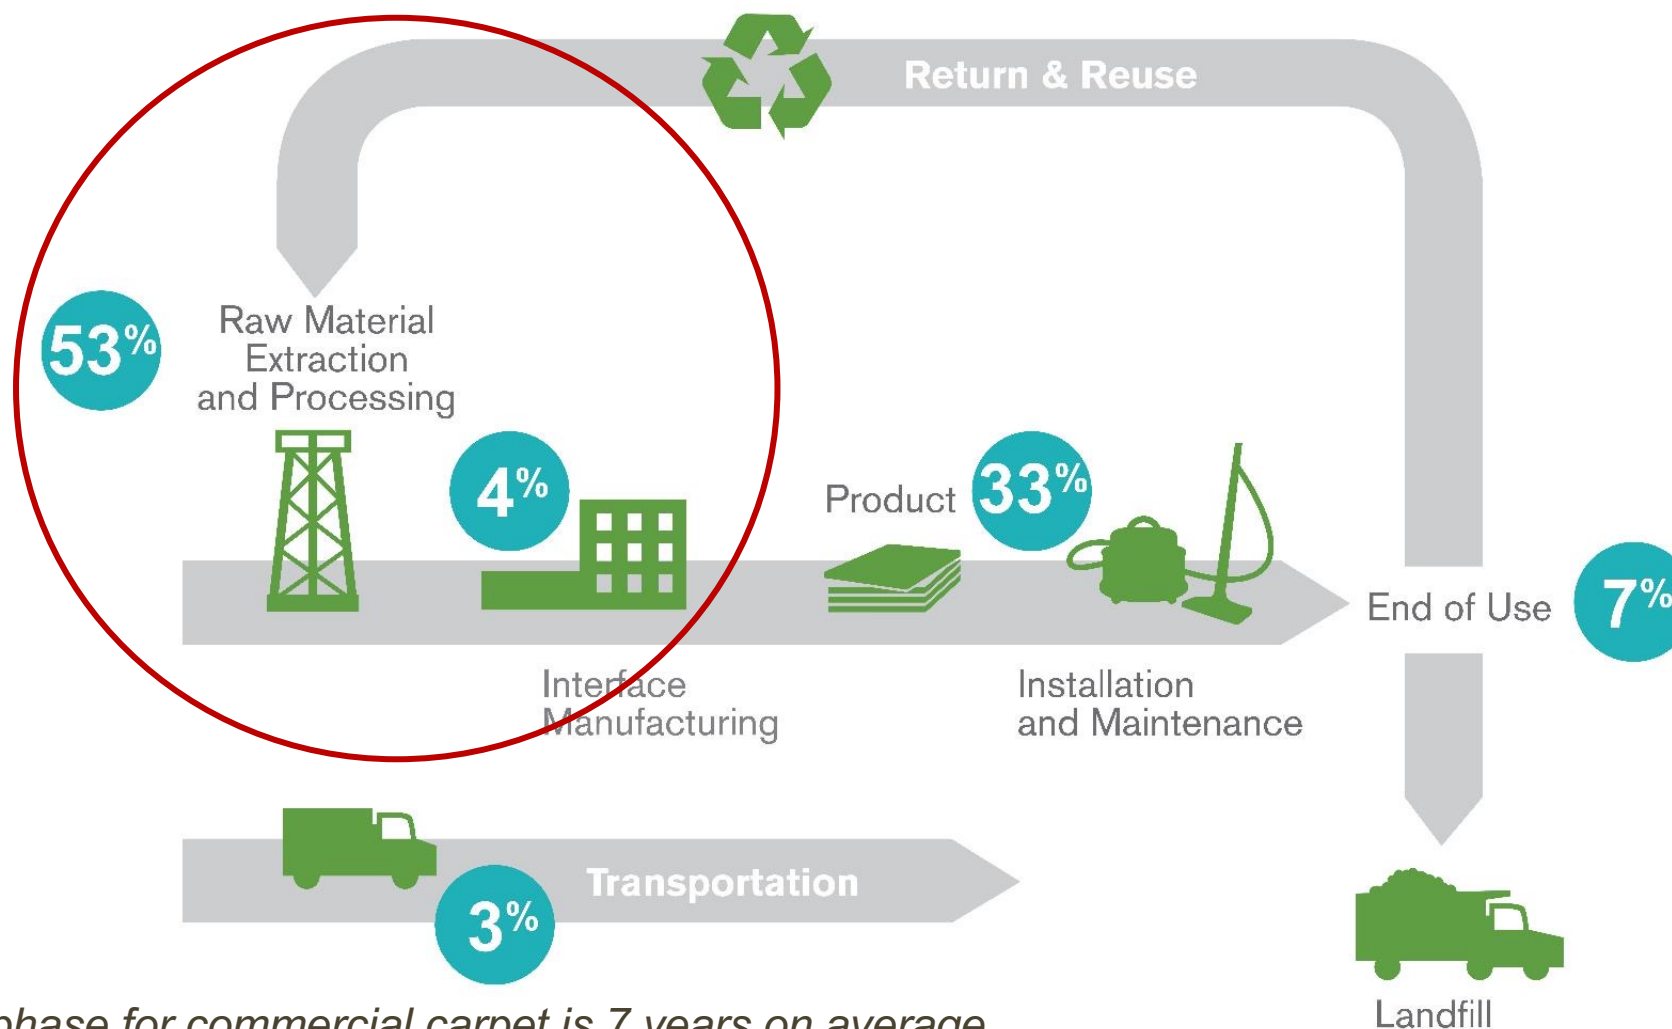 Return & Reuse
53%
Raw Material
Extraction
and Processing
4%
Product
33%
End of Use
7%
Interface
Manufacturing
Installation
and Maintenance
Transportation
3%
Landfill
phase for commercial carpet is 7 years on average